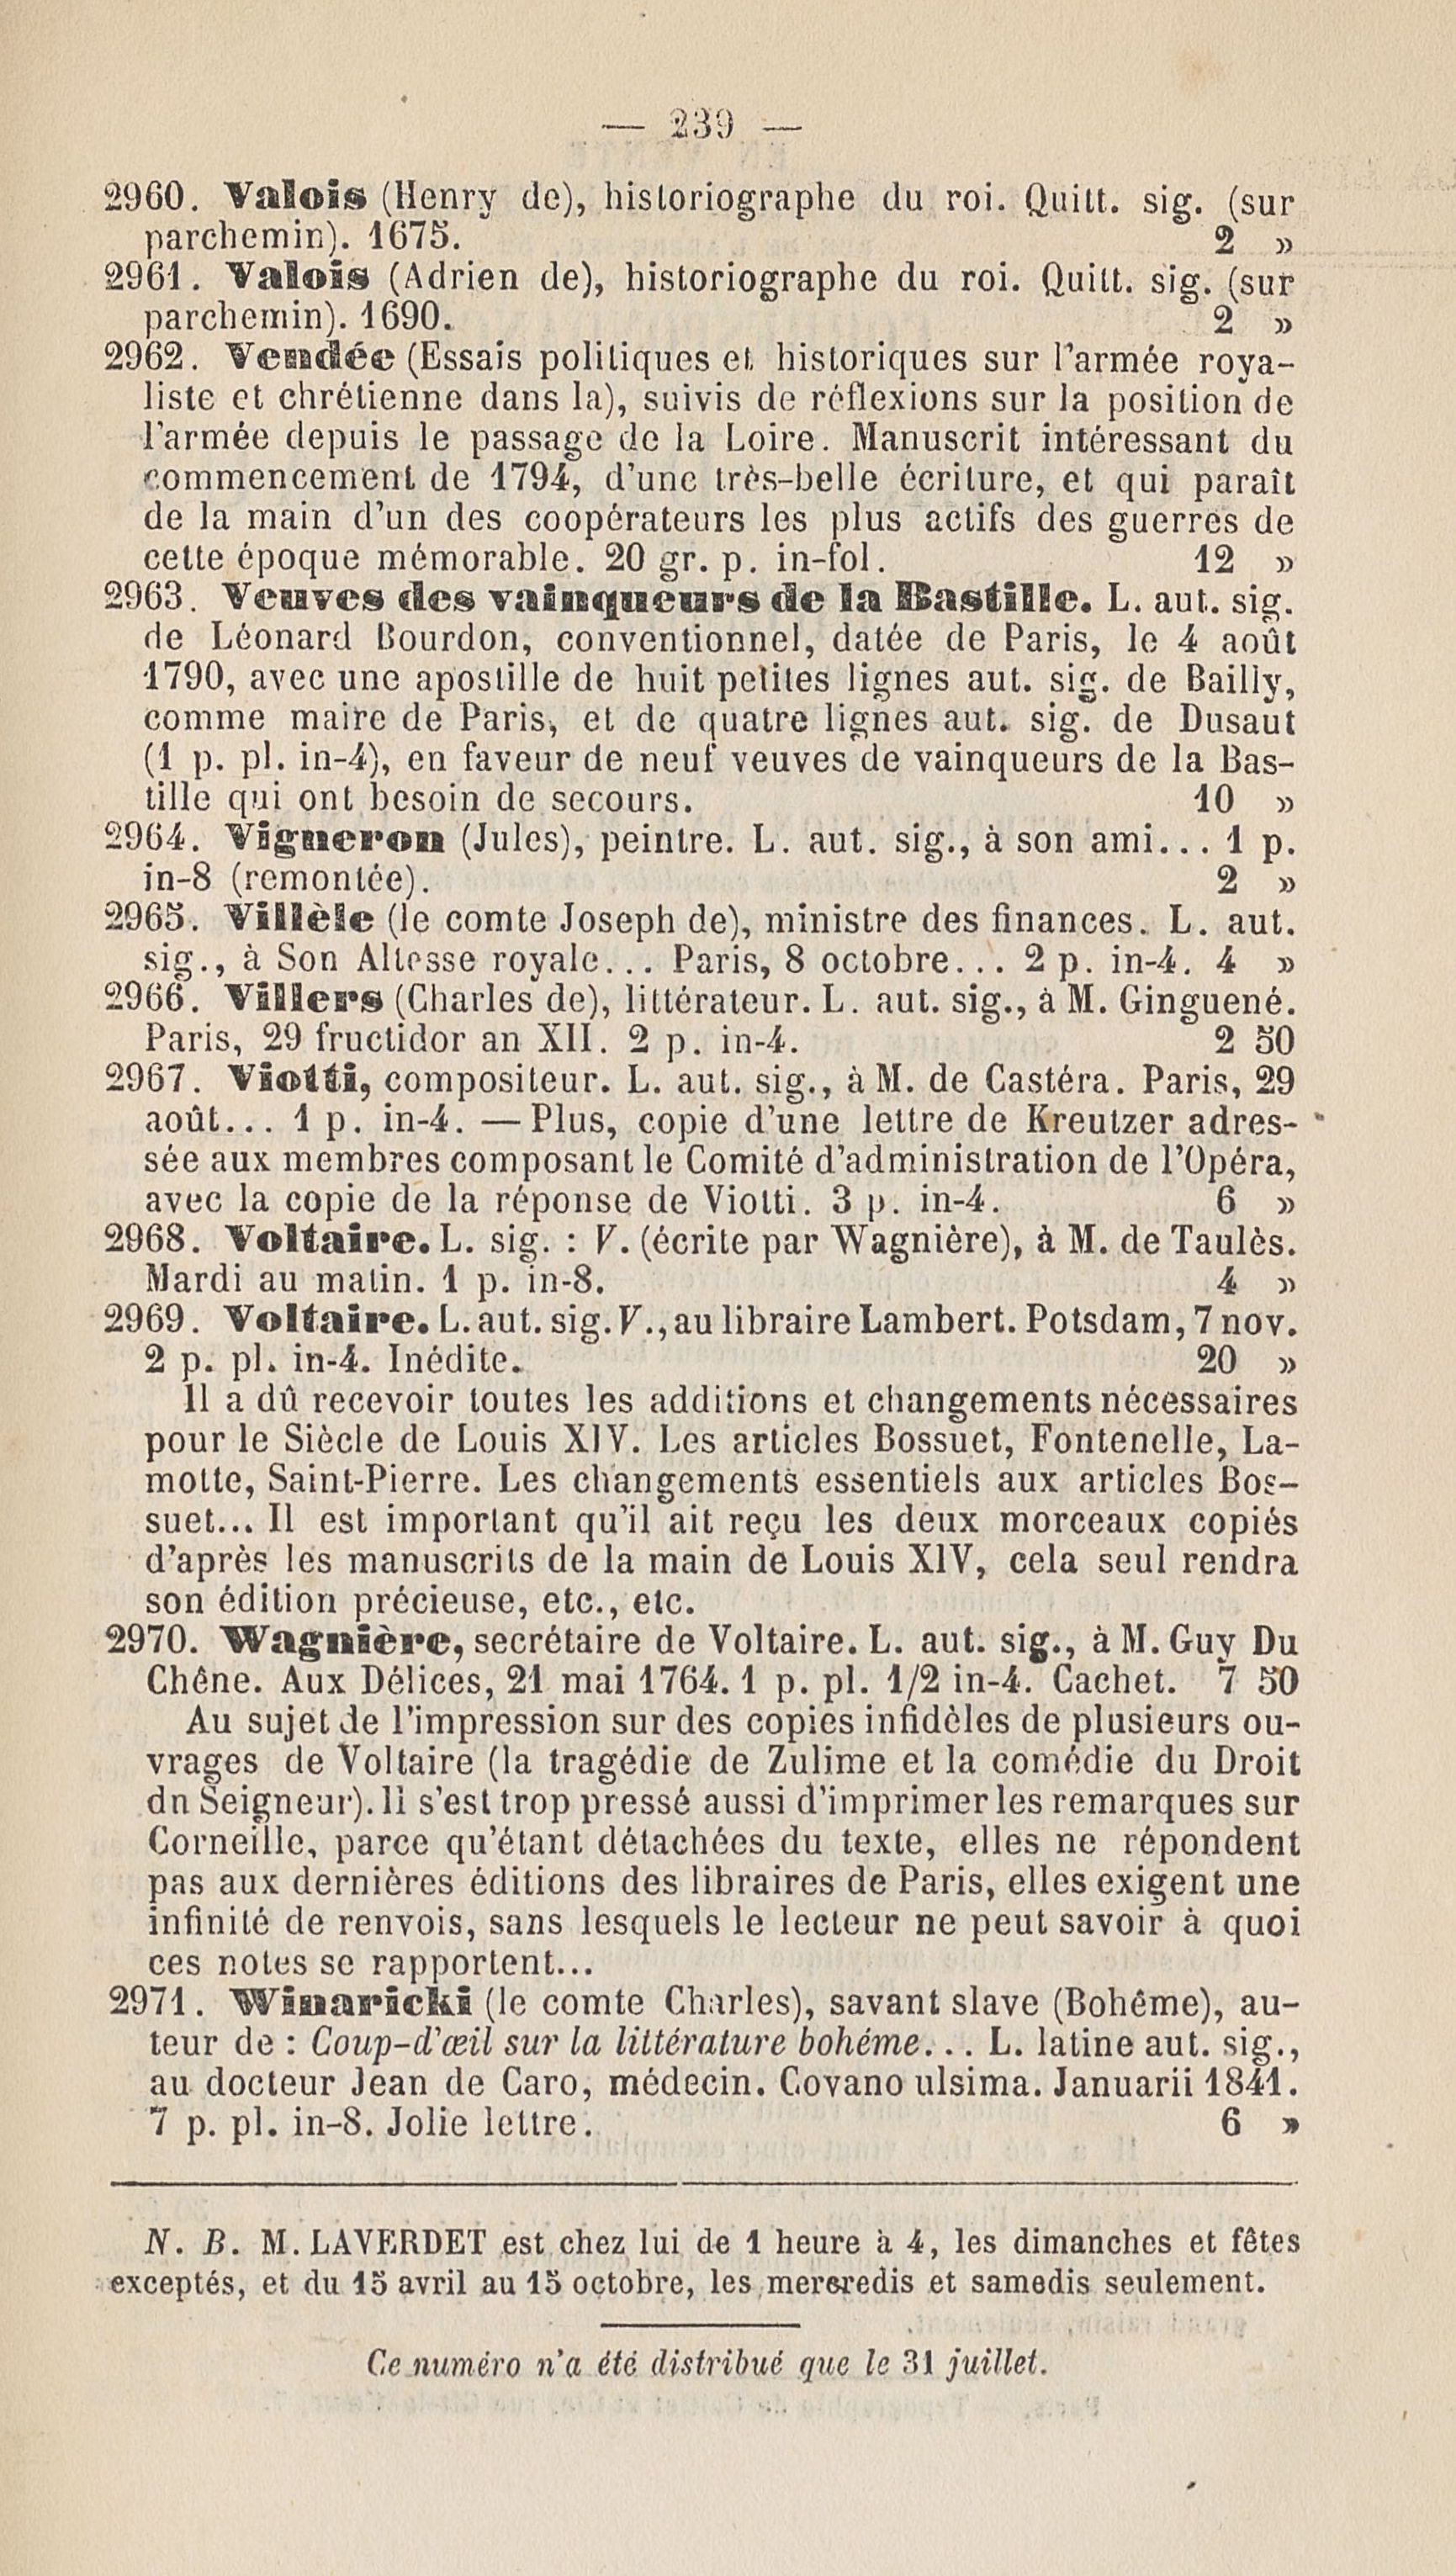 — 239 —
2960. Valois (Henry de), historiographe du roi. Quitt. sig. (sur
parchemin). 1675. 2 »
2961. Valois (Adrien de), historiographe du roi. Quitt. sig. (sur
parchemin). 1690. 2 »
2962. Vendée (Essais politiques et historiques sur l'armée roya-
liste et chrétienne dans la), suivis de réflexions sur la position de
l'armée depuis le passage de la Loire. Manuscrit intéressant du
commencement de 1794, d'une très-belle écriture, et qui paraît
de la main d'un des coopérateurs les plus actifs des guerres de
cette époque mémorable. 20 gr. p. in-fol. 12 »
2963. Veuves des vainqueurs de la Bastille. L. aut. sig.
de Léonard Bourdon, conventionnel, datée de Paris, le 4 août
1790, avec une apostille de huit petites lignes aut. sig. de Bailly,
comme maire de Paris, et de quatre lignes aut. sig. de Dusaut
(1 p. pl. in-4), en faveur de neuf veuves de vainqueurs de la Bas-
tille qui ont besoin de secours. 10 »
2964. Vigneron (Jules), peintre. L. aut. sig., à son ami... 1 p.
in-8 (remontée). 2 »
2965. Villèle (le comte Joseph de), ministre des finances. L. aut.
sig., à Son Altesse royale... Paris, 8 octobre... 2 p. in-4. 4 »
2966. Villers (Charles de), littérateur. L. aut. sig., à M. Ginguené.
Paris, 29 fructidor an XII. 2 p. in-4. 2 50
2967. Viotti, compositeur. L. aut. sig., à M. de Castéra. Paris, 29
août... 1 p. in-4. — Plus, copie d'une lettre de Kreutzer adres-
sée aux membres composant le Comité d'administration de l'Opéra,
avec la copie de la réponse de Viotti. 3 p. in-4. 6 »
2968. Voltaire. L. sig. : V. (écrite par Wagnière), à M. de Taulès.
Mardi au matin. 1 p. in-8. 4 »
2969. Voltaire. L. aut. sig. V., au libraire Lambert. Potsdam, 7 nov.
2 p. pl. in-4. Inédite. 20 »
Il a dû recevoir toutes les additions et changements nécessaires
pour le Siècle de Louis XIV. Les articles Bossuet, Fontenelle, La-
motte, Saint-Pierre. Les changements essentiels aux articles Bos-
suet... Il est important qu'il ait reçu les deux morceaux copiés
d'après les manuscrits de la main de Louis XIV, cela seul rendra
son édition précieuse, etc., etc.
2970. Wagnière, secrétaire de Voltaire. L. aut. sig., à M. Guy Du
Chêne. Aux Délices, 21 mai 1764. 1 p. pl. 1/2 in-4. Cachet. 7 50
Au sujet de l'impression sur des copies infidèles de plusieurs ou-
vrages de Voltaire (la tragédie de Zulime et la comédie du Droit
dn Seigneur). Il s'est trop pressé aussi d'imprimer les remarques sur
Corneille, parce qu'étant détachées du texte, elles ne répondent
pas aux dernières éditions des libraires de Paris, elles exigent une
infinité de renvois, sans lesquels le lecteur ne peut savoir à quoi
ces notes se rapportent...
2971. Winaricki (le comte Charles), savant slave (Bohême), au-
teur de : Coup-d'œil sur la littérature bohéme... L. latine aut. sig.,
au docteur Jean de Caro, médecin. Covano ulsima. Januarii 1841.
7 p. pl. in-8. Jolie lettre. 6 »
N. B. M. LAVERDET est chez lui de 1 heure à 4, les dimanches et fêtes
exceptés, et du 15 avril au 15 octobre, les mercredis et samedis seulement.
Ce numéro n'a été distribué que le 31 juillet.